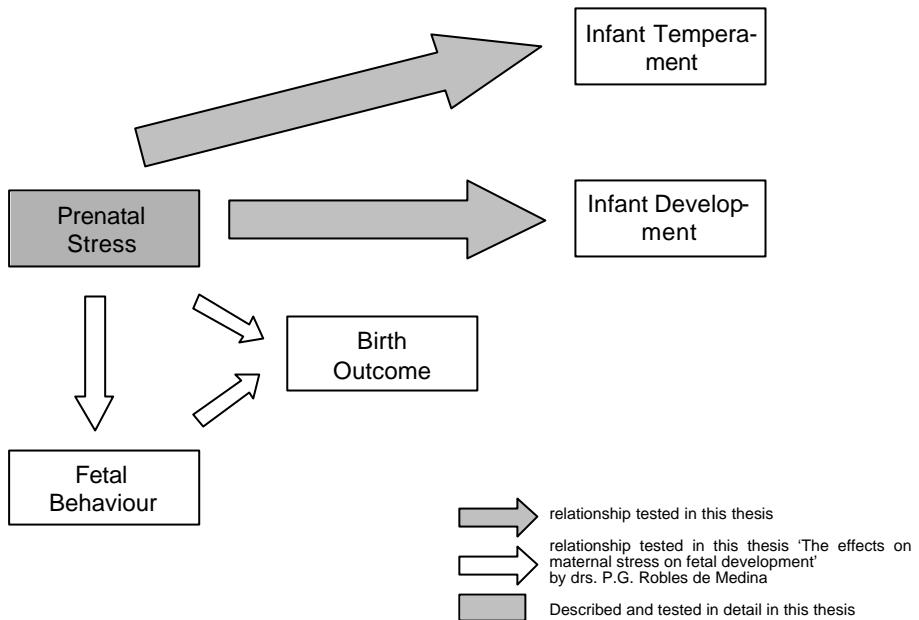 Infant Tempera-
ment
Prenatal
Stress
Infant Develop-
ment
Birth
Outcome
Fetal
Behaviour
relationship tested in this thesis
relationship tested in this thesis ‘The effects on
maternal stress on fetal development’
by drs. P.G. Robles de Medina
Described and tested in detail in this thesis